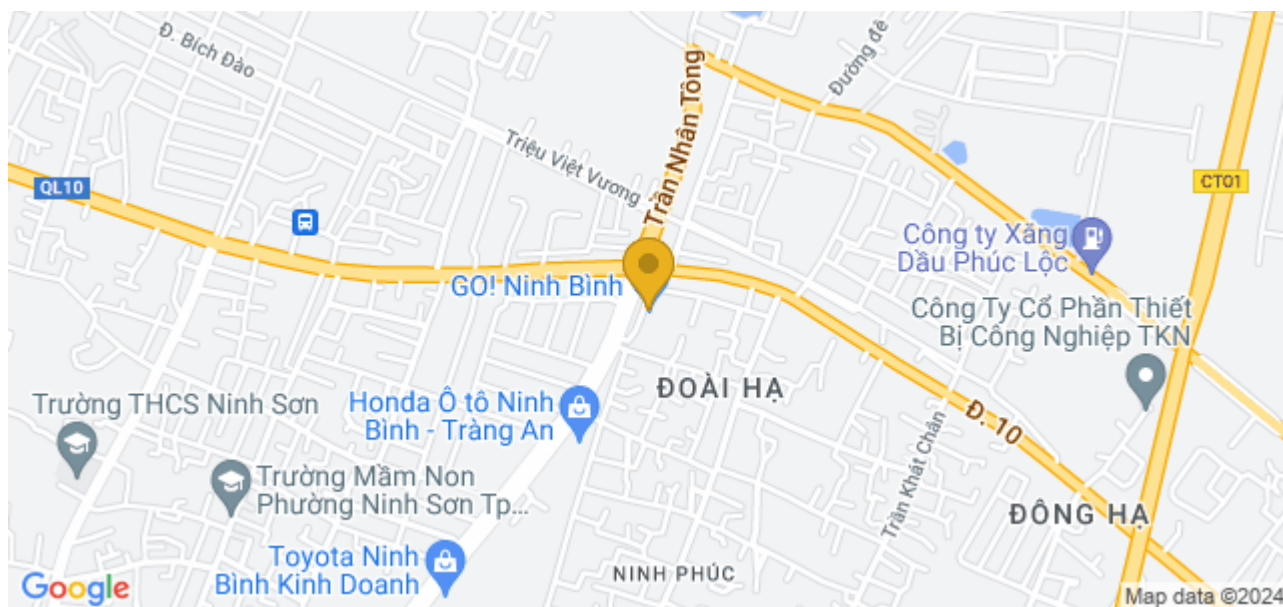 Đ. Bích Đào
Đường đê
Trần Nhân Tông
Triệu Việt Vương
QL10
CT01
Công ty Xăng
Dầu Phúc Lộc
GO! Ninh Bình
Công Ty Cổ Phần Thiết
Bị Công Nghiệp TKN
ĐOÀI HẠ
Trường THCS Ninh Sơn
Honda Ô tô Ninh
Bình - Tràng An
Đ. 10
Trần Khát Chân
Trường Mầm Non
Phường Ninh Sơn Tp...
ĐÔNG HẠ
Toyota Ninh
Bình Kinh Doanh
NINH PHÚC
Google
Map data ©2024